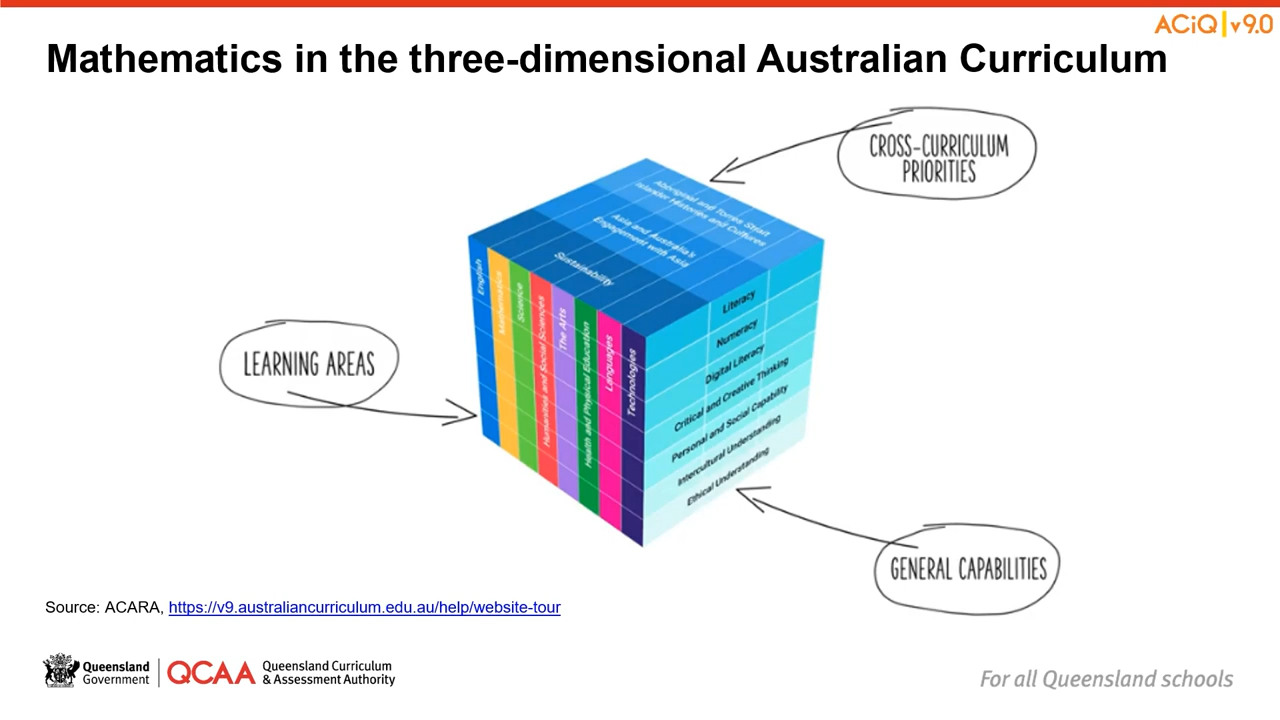 ACiQ v9.0
Mathematics in the three-dimensional Australian Curriculum
CROSS-CURRICULUM
PRIORITIES
Aboriginal and Torres Strait
Islander Histories and Cultures
Asia and Australia's
Engagement with Asia
Sustainability
English
Mathematics
Science
Humanities and Social Sciences
The Arts
Health and Physical Education
Languages
Technologies
Literacy
Numeracy
Digital Literacy
Critical and Creative Thinking
Personal and Social Capability
Intercultural Understanding
Ethical Understanding
LEARNING AREAS
GENERAL CAPABILITIES
Source: ACARA, https://v9.australiancurriculum.edu.au/help/website-tour
Queensland
Government
QCAA
Queensland Curriculum
& Assessment Authority
For all Queensland schools